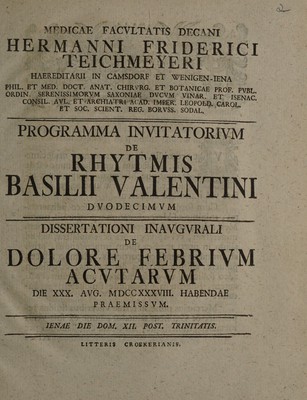 MEDICAE FACVLTATIS DECANI
HERMANNI FRIDERICI
TEICHMEYERI
HAEREDITARII IN CAMSDORF ET WENIGEN-IENA
PHIL. ET MED. DOCT. ANAT. CHIRVRG. ET BOTANICAE PROF. PVBL.
ORDIN. SERENISSIMORVM SAXONIAE DVCVM VINAR. ET ISENAC.
CONSIL. AVL. ET ARCHIATRI ACAD. IMPER. LEOPOLD. CAROL.
ET SOC. SCIENT. REG. BORVSS. SODAL.
PROGRAMMA INVITATORIVM
DE
RHYTMIS
BASILII VALENTINI
DVODECIMVM
DISSERTATIONI INAVGVRALI
DE
DOLORE FEBRIVM
ACVTARVM
DIE XXX. AVG. MDCCXXXVIII. HABENDAE
PRAEMISSVM.
IENAE DIE DOM. XII. POST. TRINITATIS.
LITTERIS CROEKERIANIS.